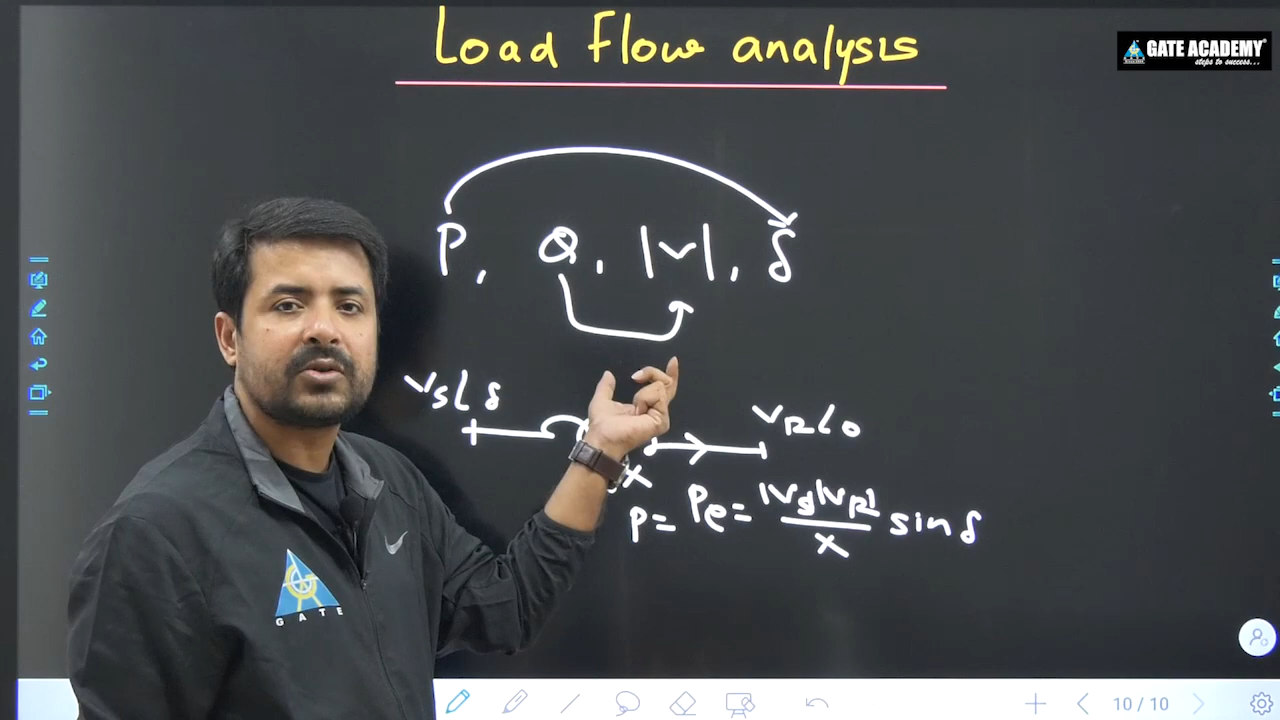 Load Flow analysis
GATE ACADEMY
steps to success...
P, Q, |V|, δ
Vs∠δ
VR∠0
X
P = Pe = |Vs||VR| / X sin δ
GATE
10 / 10